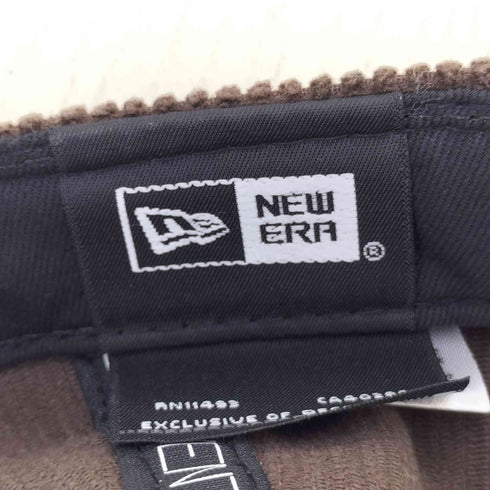 NEW
ERA
®
RN11493
EXCLUSIVE OF